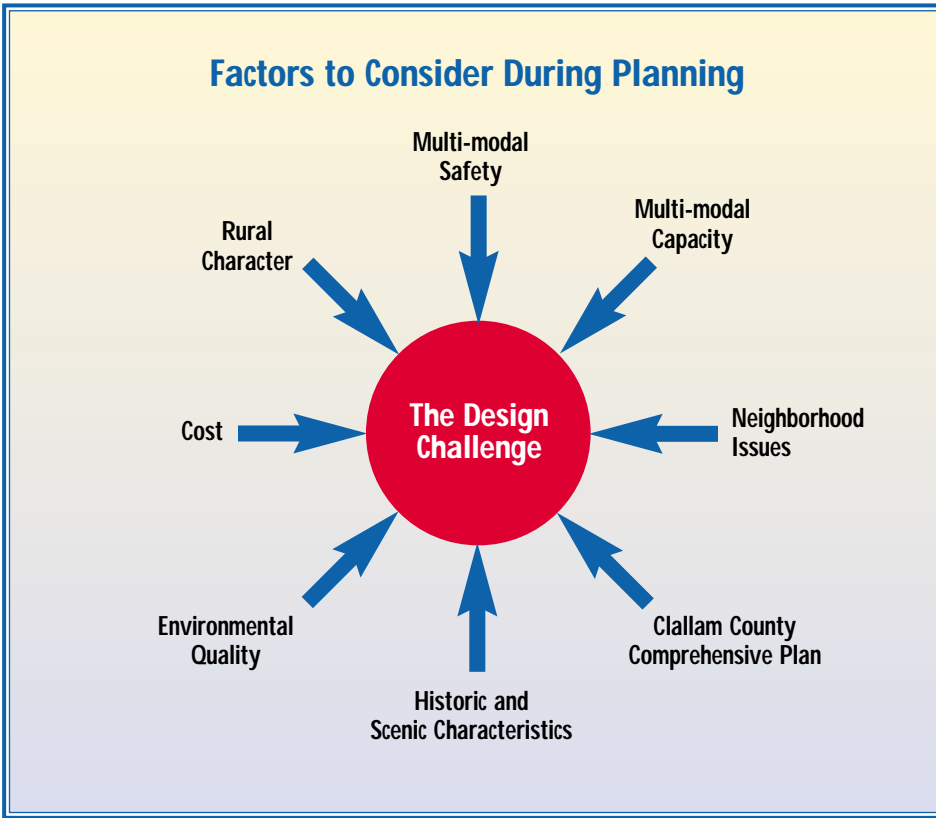 Factors to Consider During Planning
Multi-modal
Safety
Multi-modal
Capacity
Rural
Character
The Design
Challenge
Cost
Neighborhood
Issues
Environmental
Quality
Clallam County
Comprehensive Plan
Historic and
Scenic Characteristics